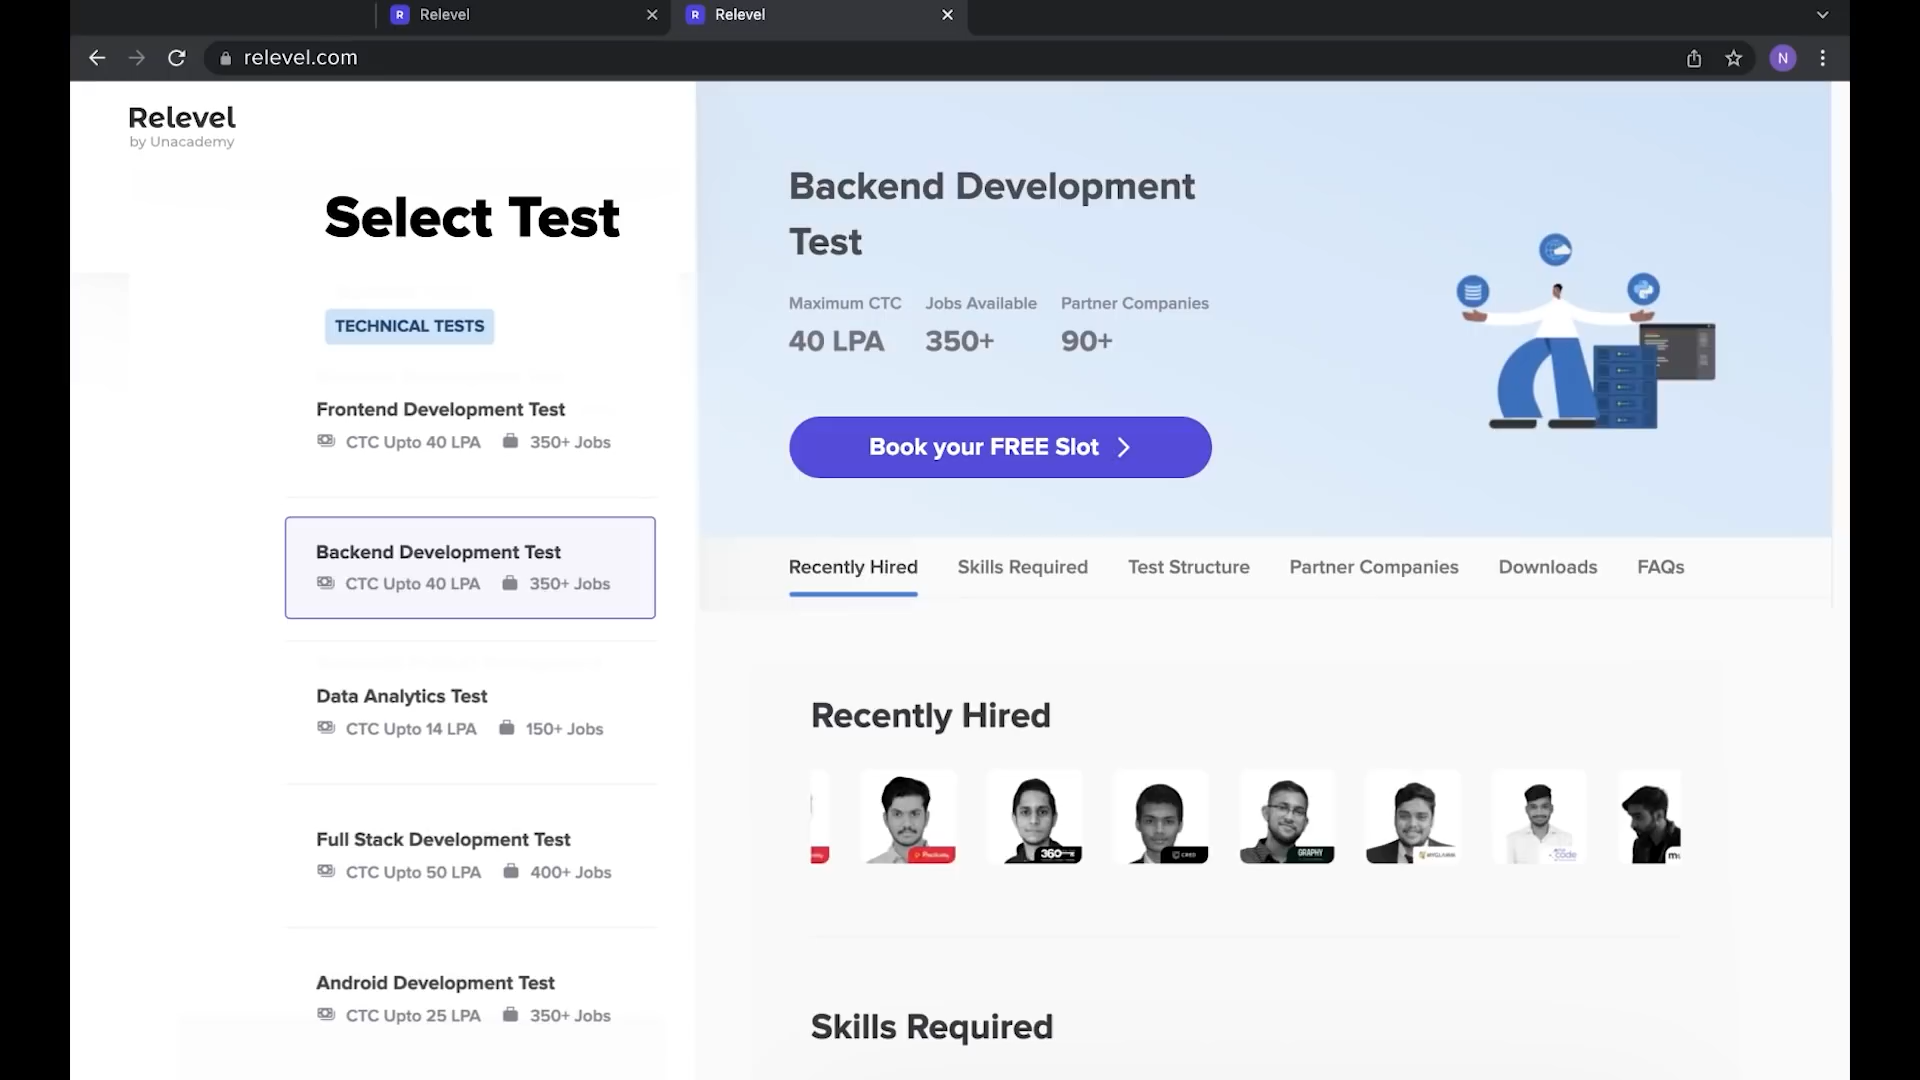 R Relevel
R Relevel
relevel.com
N
Relevel
by Unacademy
Select Test
TECHNICAL TESTS
Frontend Development Test
CTC Upto 40 LPA 350+ Jobs
Backend Development Test
CTC Upto 40 LPA 350+ Jobs
Data Analytics Test
CTC Upto 14 LPA 150+ Jobs
Full Stack Development Test
CTC Upto 50 LPA 400+ Jobs
Android Development Test
CTC Upto 25 LPA 350+ Jobs
Backend Development
Test
Maximum CTC Jobs Available Partner Companies
40 LPA 350+ 90+
Book your FREE Slot
Recently Hired Skills Required Test Structure Partner Companies Downloads FAQs
Recently Hired
360
CRED
GRAPHY
code
Skills Required